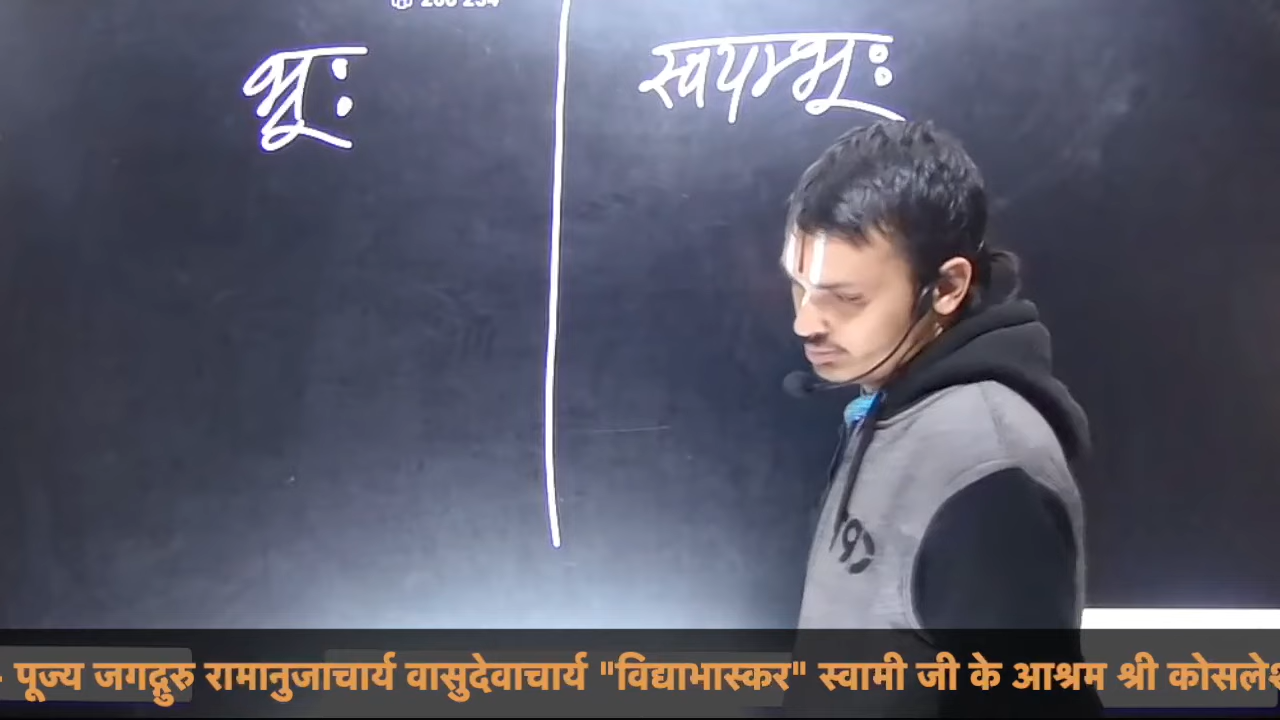 भ्रूः
स्वयम्भूः
पूज्य जगद्गुरु रामानुजाचार्य वासुदेवाचार्य "विद्याभास्कर" स्वामी जी के आश्रम श्री